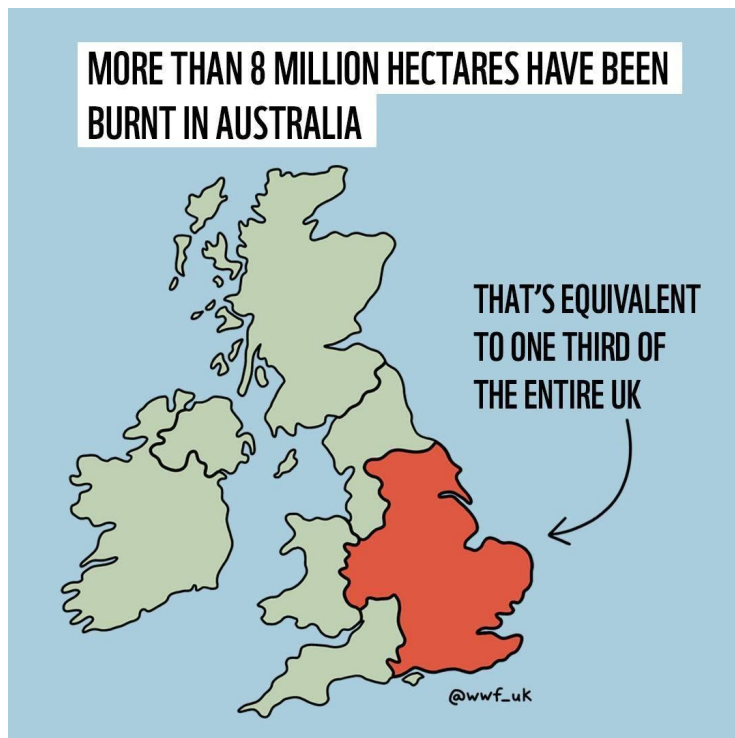 MORE THAN 8 MILLION HECTARES HAVE BEEN
BURNT IN AUSTRALIA
THAT'S EQUIVALENT
TO ONE THIRD OF
THE ENTIRE UK
@wwf_uk